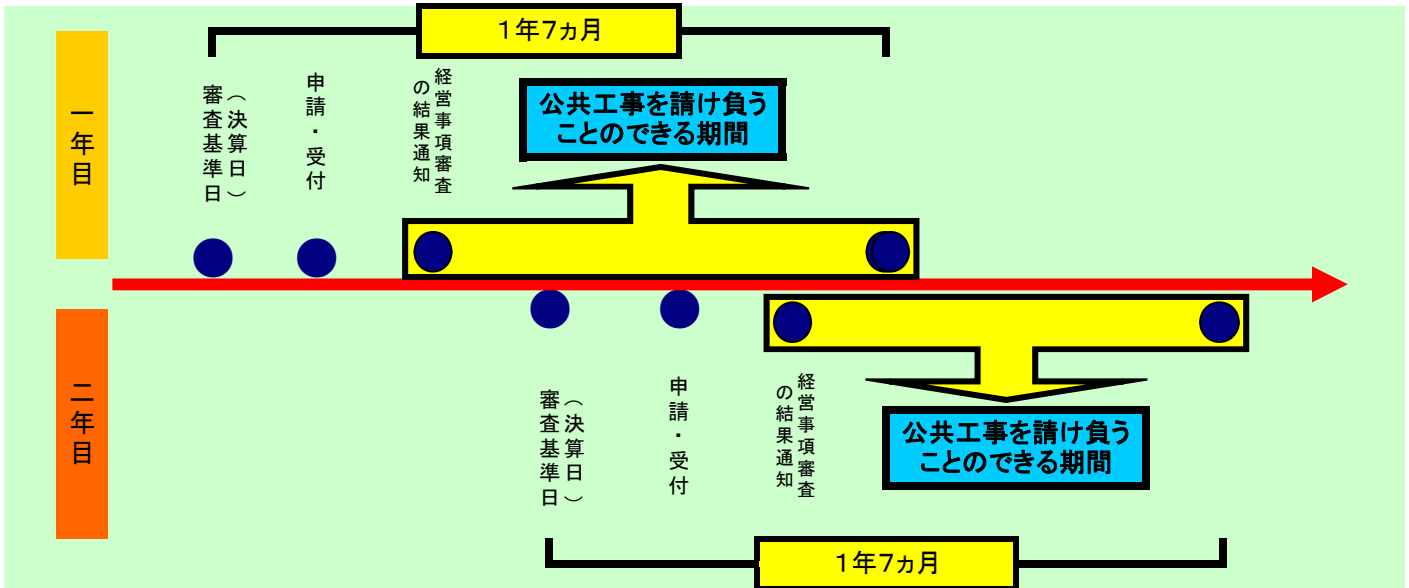 1年7ヵ月
一年目
審査基準日
（決算日）
申請・受付
経営事項審査
の結果通知
公共工事を請け負う
ことのできる期間
二年目
審査基準日
（決算日）
申請・受付
経営事項審査
の結果通知
公共工事を請け負う
ことのできる期間
1年7ヵ月